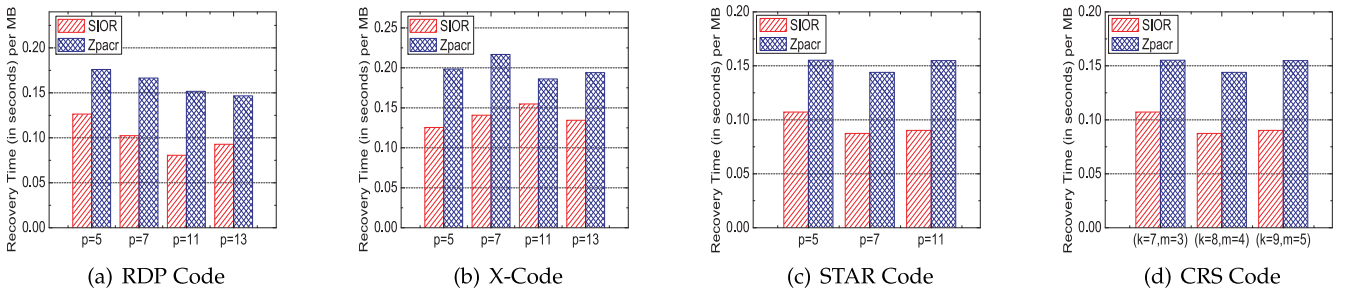 Recovery Time (in seconds) per MB
0.20
0.15
0.10
0.05
0.00
SIOR
Zpacr
p=5 p=7 p=11 p=13
(a) RDP Code
Recovery Time (in seconds) per MB
0.25
0.20
0.15
0.10
0.05
0.00
SIOR
Zpacr
p=5 p=7 p=11 p=13
(b) X-Code
Recovery Time (in seconds) per MB
0.20
0.15
0.10
0.05
0.00
SIOR
Zpacr
p=5 p=7 p=11
(c) STAR Code
Recovery Time (in seconds) per MB
0.20
0.15
0.10
0.05
0.00
SIOR
Zpacr
(k=7,m=3) (k=8,m=4) (k=9,m=5)
(d) CRS Code